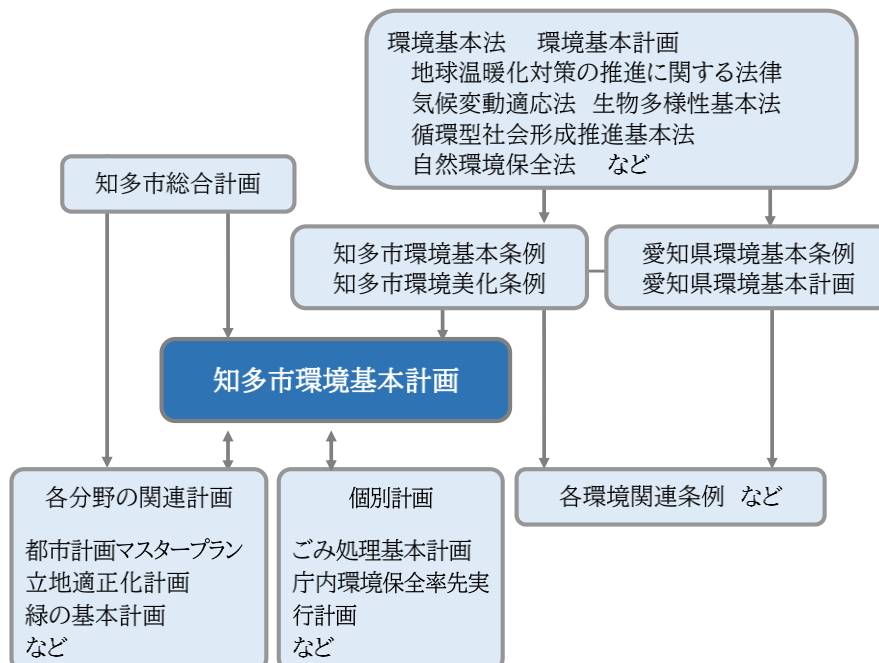 環境基本法 環境基本計画
地球温暖化対策の推進に関する法律
気候変動適応法 生物多様性基本法
循環型社会形成推進基本法
自然環境保全法 など
知多市総合計画
知多市環境基本条例
知多市環境美化条例
愛知県環境基本条例
愛知県環境基本計画
知多市環境基本計画
各分野の関連計画
都市計画マスタープラン
立地適正化計画
緑の基本計画
など
個別計画
ごみ処理基本計画
庁内環境保全率先実
行計画
など
各環境関連条例 など